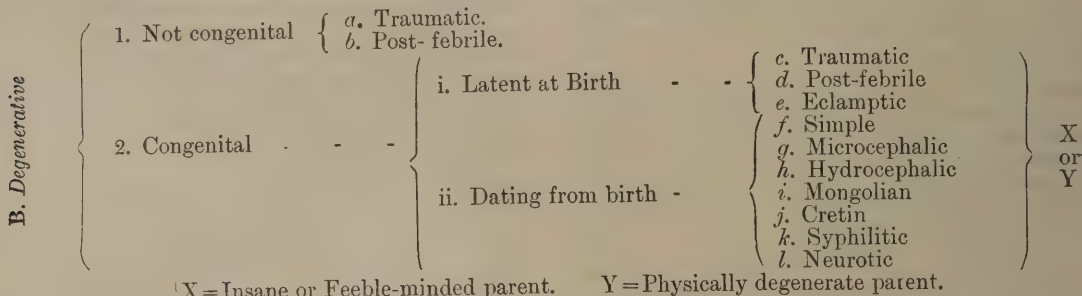 B. Degenerative
1. Not congenital
a. Traumatic.
b. Post-febrile.
2. Congenital - - -
i. Latent at Birth - -
c. Traumatic
d. Post-febrile
e. Eclamptic
ii. Dating from birth -
f. Simple
g. Microcephalic
h. Hydrocephalic
i. Mongolian
j. Cretin
k. Syphilitic
l. Neurotic
X
or
Y
X=Insane or Feeble-minded parent. Y=Physically degenerate parent.